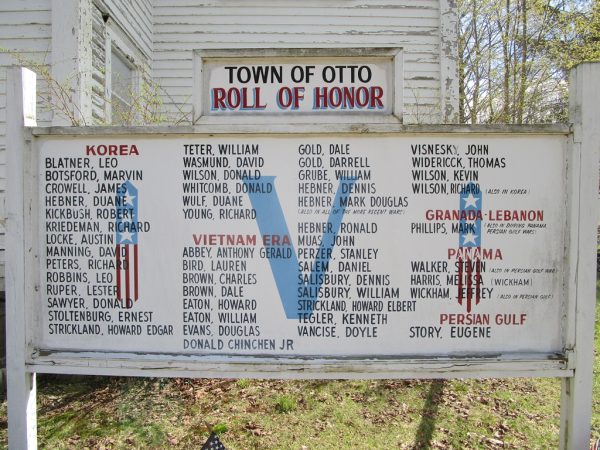 TOWN OF OTTO
ROLL OF HONOR
KOREA
BLATNER, LEO
BOTSFORD, MARVIN
CROWELL, JAMES
HEBNER, DUANE
KICKBUSH, ROBERT
KRIEDEMAN, RICHARD
LOCKE, AUSTIN
MANNING, DAVID
PETERS, RICHARD
ROBBINS, LEO
RUPER, LESTER
SAWYER, DONALD
STOLTENBURG, ERNEST
STRICKLAND, HOWARD EDGAR
TETER, WILLIAM
WASMUND, DAVID
WILSON, DONALD
WHITCOMB, DONALD
WULF, DUANE
YOUNG, RICHARD
VIETNAM ERA
ABBEY, ANTHONY GERALD
BIRD, LAUREN
BROWN, CHARLES
BROWN, DALE
EATON, HOWARD
EATON, WILLIAM
EVANS, DOUGLAS
DONALD CHINCHEN JR
GOLD, DALE
GOLD, DARRELL
GRUBE, WILLIAM
HEBNER, DENNIS
HEBNER, MARK DOUGLAS
(ALSO IN ALL OF THE MORE RECENT WARS)
HEBNER, RONALD
MUAS, JOHN
PERZER, STANLEY
SALEM, DANIEL
SALISBURY, DENNIS
SALISBURY, WILLIAM
STRICKLAND, HOWARD ELBERT
TEGLER, KENNETH
VANCISE, DOYLE
VISNESKY, JOHN
WIDERICCK, THOMAS
WILSON, KEVIN
WILSON, RICHARD (ALSO IN KOREA)
GRANADA-LEBANON
PHILLIPS, MARK (ALSO IN PANAMA
PERSIAN GULF WARS)
PANAMA
WALKER, STEVEN (ALSO IN PERSIAN GULF WAR)
HARRIS, MELISSA (WICKHAM)
WICKHAM, JEFFREY (ALSO IN PERSIAN GULF)
PERSIAN GULF
STORY, EUGENE